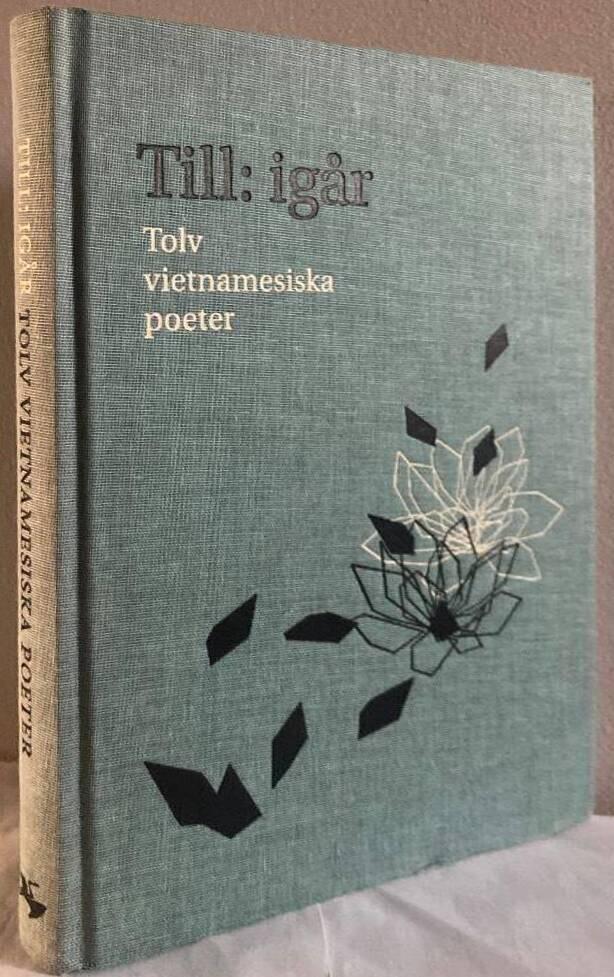 Till: igår
Tolv
vietnamesiska
poeter
TILL: IGÅR TOLV VIETNAMESISKA POETER